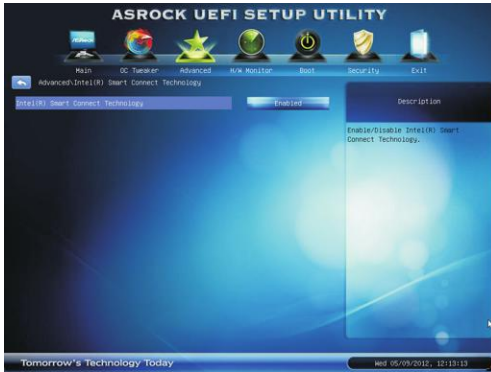 ASROCK UEFI SETUP UTILITY
Main OC Tweaker Advanced H/W Monitor Boot Security Exit
Advanced\Intel(R) Smart Connect Technology
Intel(R) Smart Connect Technology Enabled
Description
Enable/Disable Intel(R) Smart
Connect Technology.
Tomorrow's Technology Today
Wed 05/09/2012, 12:13:13